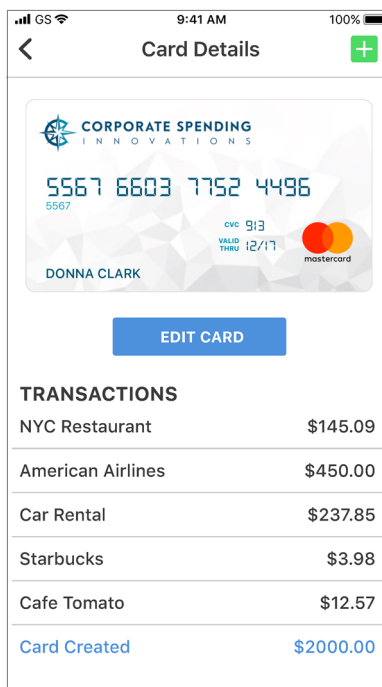 GS 9:41 AM 100%
Card Details
CORPORATE SPENDING
INNOVATIONS
5567 6603 7752 4496
5567
CVC 913
VALID THRU 12/17
mastercard
DONNA CLARK
EDIT CARD
TRANSACTIONS
NYC Restaurant $145.09
American Airlines $450.00
Car Rental $237.85
Starbucks $3.98
Cafe Tomato $12.57
Card Created $2000.00